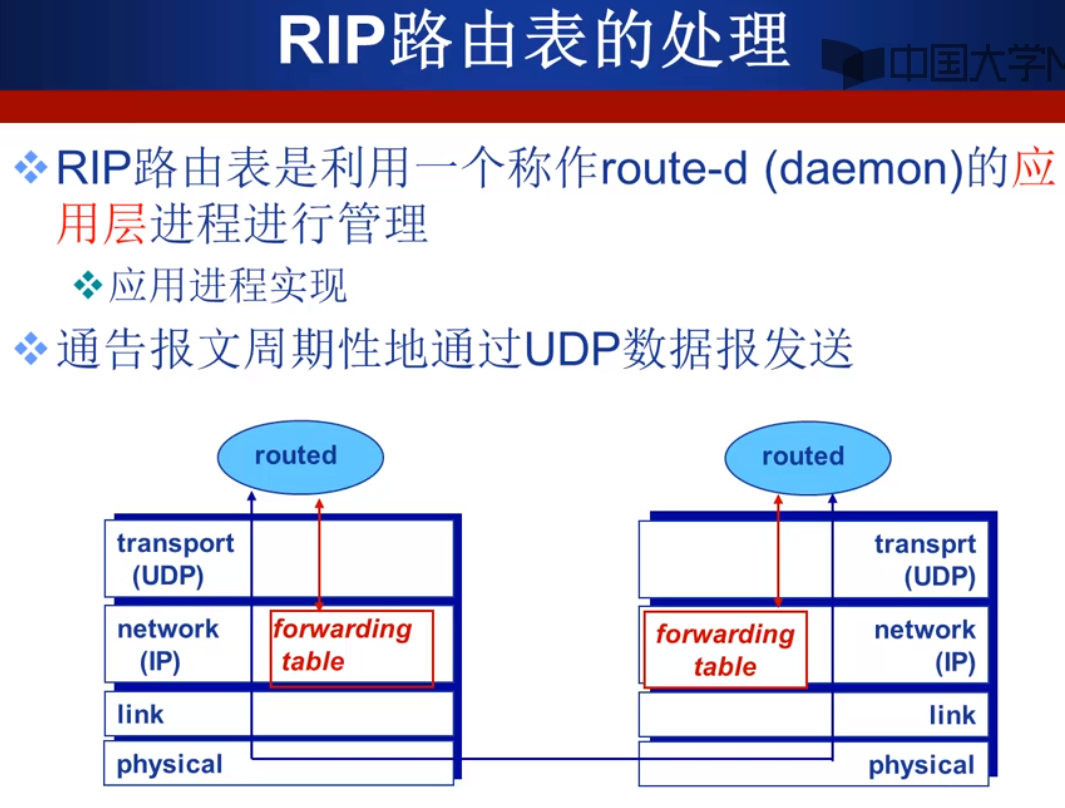 RIP路由表的处理
中国大学
RIP路由表是利用一个称作route-d (daemon)的应
用层进程进行管理
应用进程实现
通告报文周期性地通过UDP数据报发送
routed
routed
transport
(UDP)
transprt
(UDP)
network
(IP)
forwarding
table
forwarding
table
network
(IP)
link
link
physical
physical